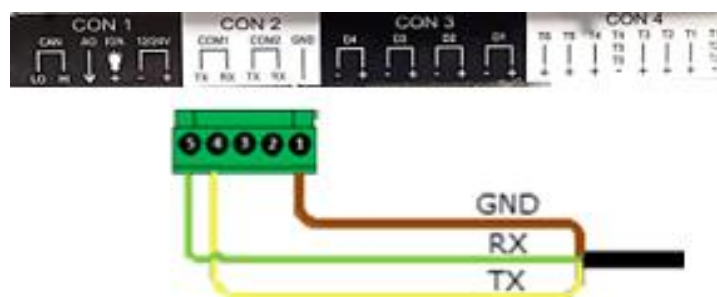 CON 1 CON 2 CON 3 CON 4
CAN AO IGN 12/24V COM1 COM2 GND D4 D3 D2 D1 T6 T5 T4 T3 T2 T1
LO HI + - + TX RX TX RX - + - + - + - +
5 4 3 2 1
GND
RX
TX